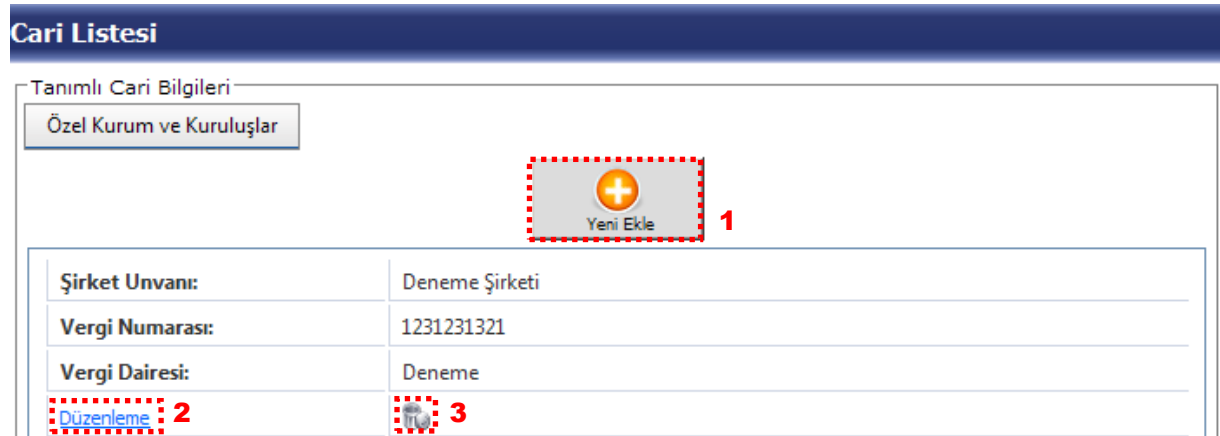 Cari Listesi
Tanımlı Cari Bilgileri
Özel Kurum ve Kuruluşlar
Yeni Ekle 1
Şirket Unvanı: Deneme Şirketi
Vergi Numarası: 1231231321
Vergi Dairesi: Deneme
Düzenleme 2 3